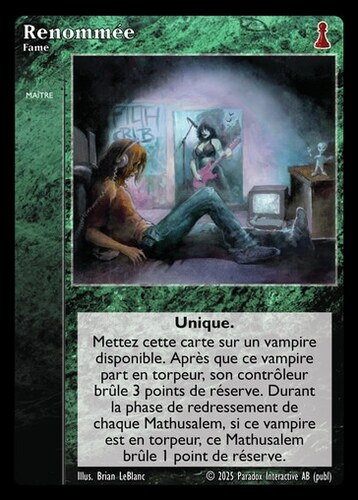 Renommée
Fame
MAÎTRE
FILTH
Unique.
Mettez cette carte sur un vampire
disponible. Après que ce vampire
part en torpeur, son contrôleur
brûle 3 points de réserve. Durant
la phase de redressement de
chaque Mathusalem, si ce vampire
est en torpeur, ce Mathusalem
brûle 1 point de réserve.
Illus. Brian LeBlanc © 2025 Paradox Interactive AB (publ)